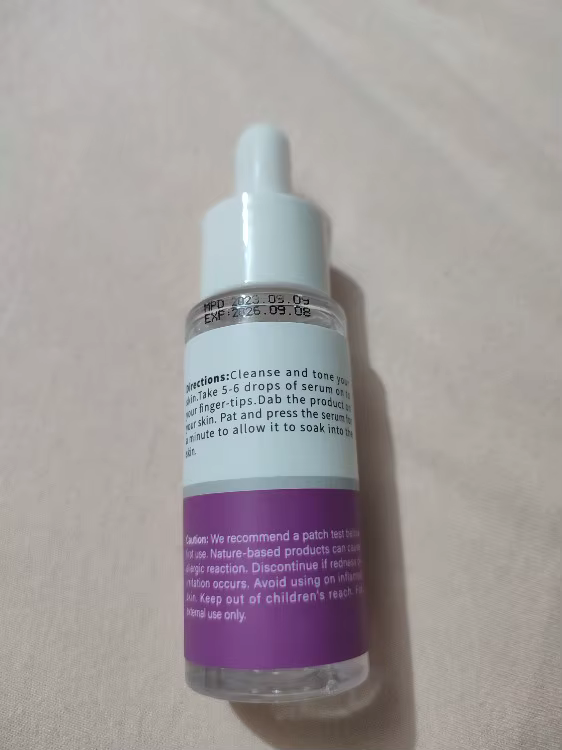 MPD 2023.09.09
EXP:2026.09.08
Directions:Cleanse and tone your
skin.Take 5-6 drops of serum on to
your finger-tips.Dab the product on
your skin. Pat and press the serum for
a minute to allow it to soak into the
skin.
Caution: We recommend a patch test before
first use. Nature-based products can cause
allergic reaction. Discontinue if redness or
irritation occurs. Avoid using on inflamed
skin. Keep out of children's reach. For
external use only.